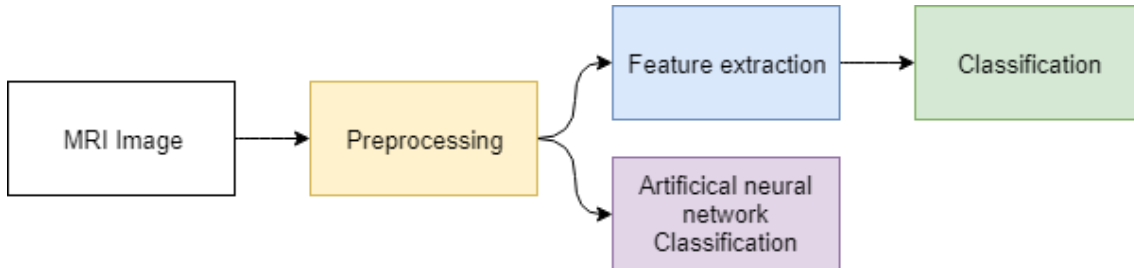 MRI Image
Preprocessing
Feature extraction
Classification
Artificical neural
network
Classification